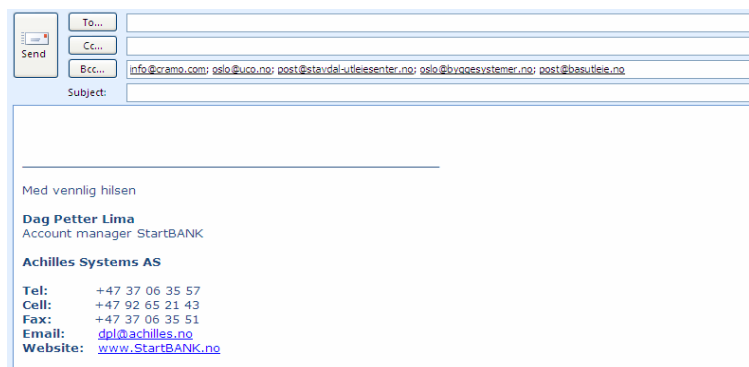 To...
Send
Cc...
Bcc...
info@cramo.com; oslo@uco.no; post@stavdal-utleiesenter.no; oslo@byggesystemer.no; post@basutleie.no
Subject:
Med vennlig hilsen
Dag Petter Lima
Account manager StartBANK
Achilles Systems AS
Tel: +47 37 06 35 57
Cell: +47 92 65 21 43
Fax: +47 37 06 35 51
Email: dpl@achilles.no
Website: www.StartBANK.no